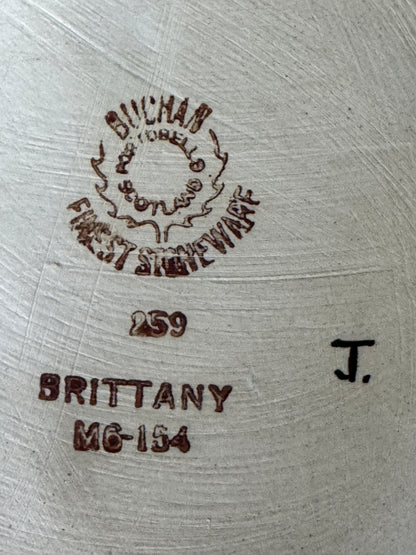 BUCHAN
PORTOBELLO
SCOTLAND
FINEST STONEWARE
259
J.
BRITTANY
M6-154